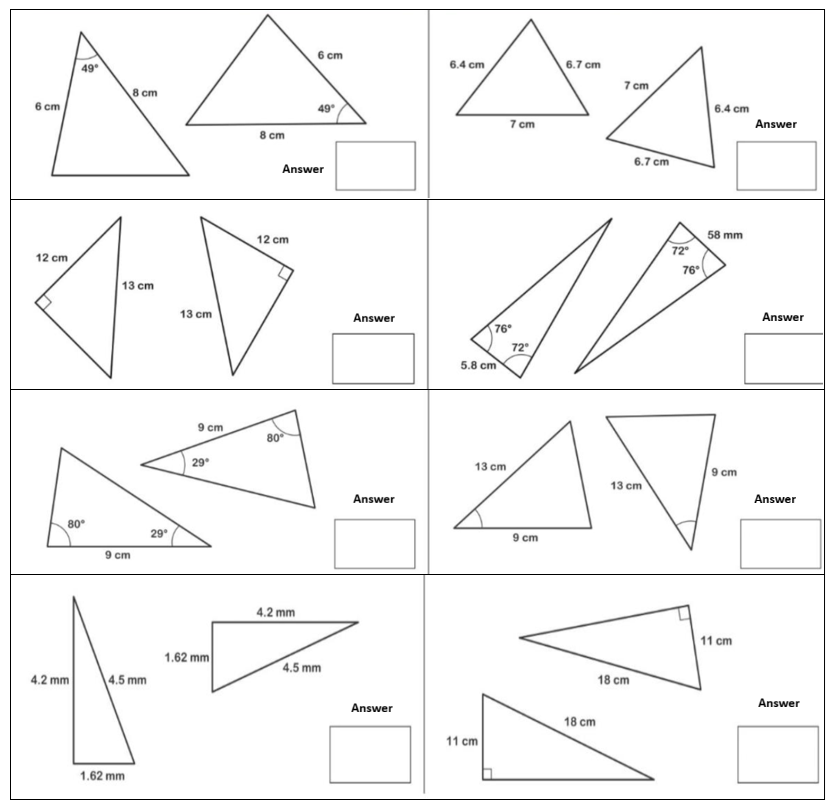 49°
6 cm
8 cm
6 cm
49°
8 cm
Answer
6.4 cm
6.7 cm
7 cm
7 cm
6.4 cm
6.7 cm
Answer
12 cm
13 cm
12 cm
13 cm
Answer
76°
72°
5.8 cm
58 mm
72°
76°
Answer
80°
29°
9 cm
9 cm
80°
29°
Answer
13 cm
9 cm
13 cm
9 cm
Answer
4.2 mm
4.5 mm
1.62 mm
4.2 mm
1.62 mm
4.5 mm
Answer
11 cm
18 cm
18 cm
11 cm
Answer